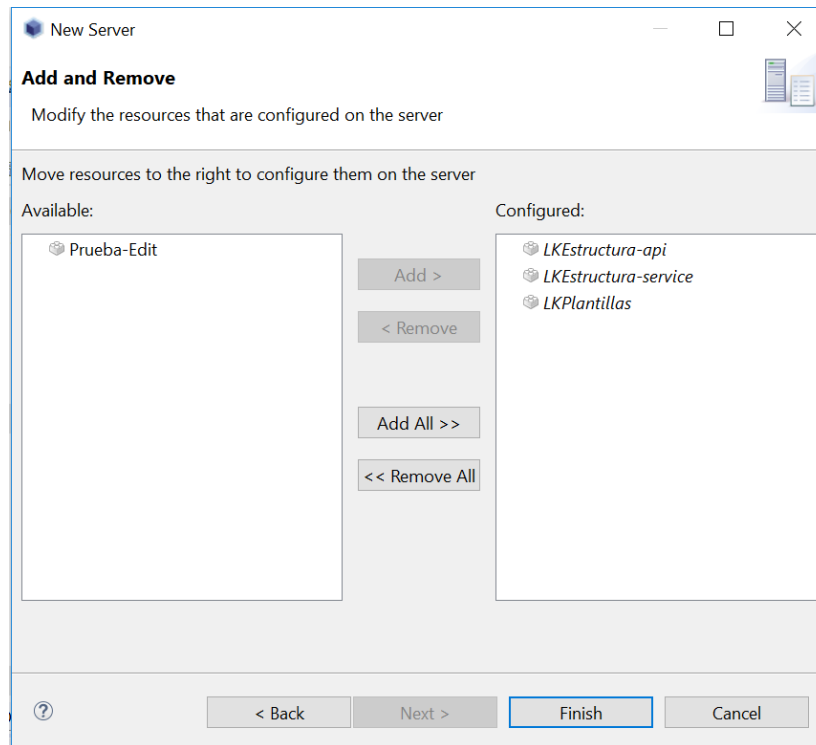 New Server
Add and Remove
Modify the resources that are configured on the server
Move resources to the right to configure them on the server
Available:
Configured:
Prueba-Edit
LKEstructura-api
LKEstructura-service
LKPlantillas
Add >
< Remove
Add All >>
<< Remove All
?
< Back
Next >
Finish
Cancel